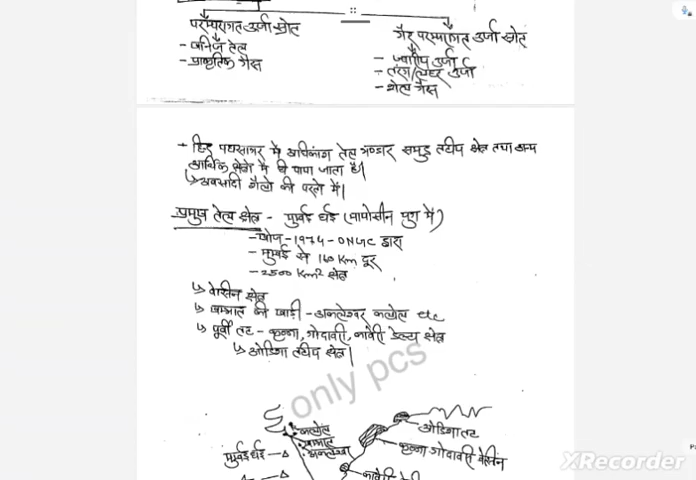 परम्परागत ऊर्जा स्रोत
- खनिज तेल
- प्राकृतिक गैस
गैर परम्परागत ऊर्जा स्रोत
- ज्वारीय ऊर्जा
- तरंग/लहर ऊर्जा
- शेल गैस
+ हिन्द महासागर में अधिकांश तेल भण्डार समुद्र तटीय क्षेत्र तथा अन्य
आर्थिक क्षेत्रो में ही पाया जाता है।
↳ अवसादी शैलो की परतो में।
प्रमुख तेल क्षेत्र - मुम्बई हाई (मायोसीन युग में)
- खोज - 1974 - ONGC द्वारा
- मुम्बई से 160 Km दूर
- 2500 Km² क्षेत्र
↳ बेसिन क्षेत्र
↳ खम्भात की खाड़ी - अंकलेश्वर कलोल etc
↳ पूर्वी तट - कृष्णा, गोदावरी, कावेरी डेल्टा क्षेत्र
↳ ओडिशा तटीय क्षेत्र।
only pcs
कलोल
खम्भात
अंकलेश्वर
मुम्बई हाई
ओडिशा तट
कृष्णा गोदावरी बेसिन
कावेरी
XRecorder